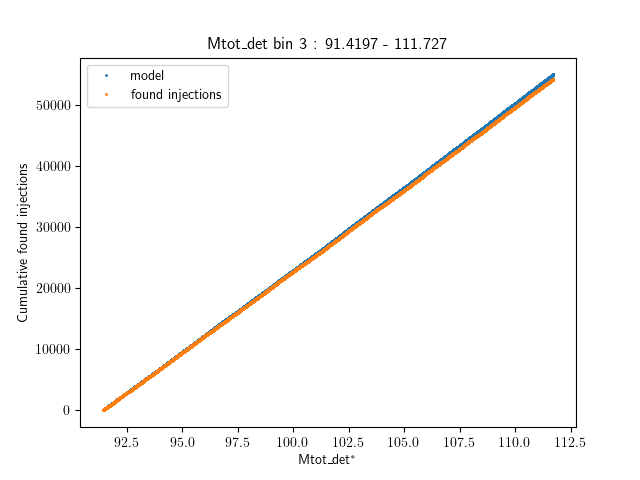 Mtot_det bin 3 : 91.4197 - 111.727
model
found injections
Cumulative found injections
50000
40000
30000
20000
10000
0
92.5 95.0 97.5 100.0 102.5 105.0 107.5 110.0 112.5
Mtot_det*